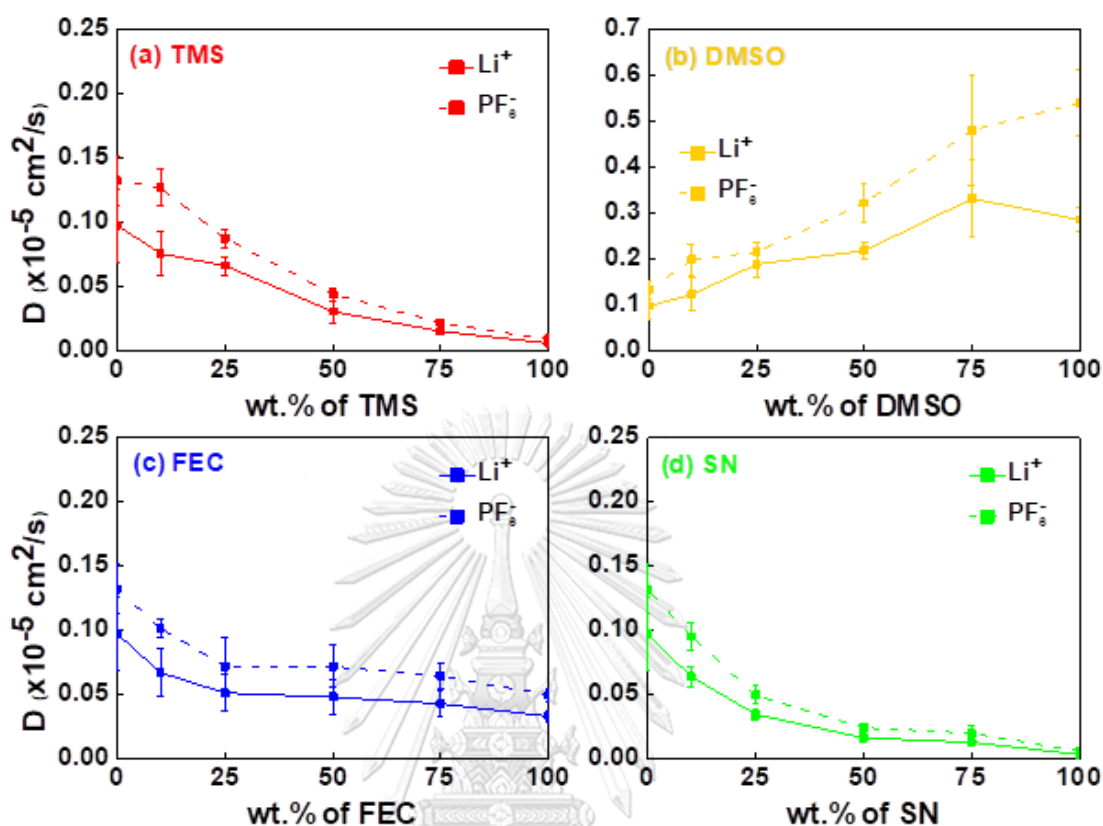 (a) TMS
Li⁺
PF₆⁻
0.25
0.20
0.15
0.10
0.05
0.00
D (x10⁻⁵ cm²/s)
0 25 50 75 100
wt.% of TMS
(b) DMSO
Li⁺
PF₆⁻
0.7
0.6
0.5
0.4
0.3
0.2
0.1
0.0
0 25 50 75 100
wt.% of DMSO
(c) FEC
Li⁺
PF₆⁻
0.25
0.20
0.15
0.10
0.05
0.00
D (x10⁻⁵ cm²/s)
0 25 50 75 100
wt.% of FEC
(d) SN
Li⁺
PF₆⁻
0.25
0.20
0.15
0.10
0.05
0.00
0 25 50 75 100
wt.% of SN